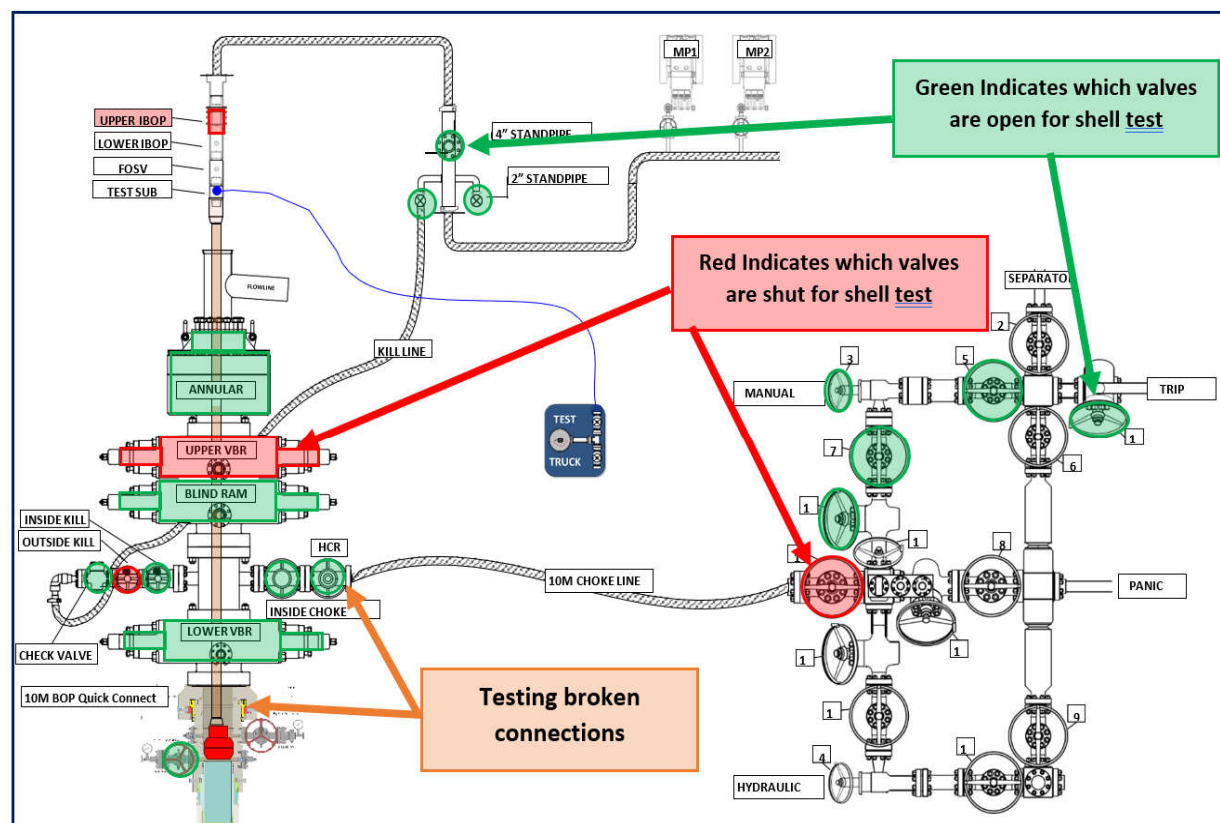 MP1
MP2
Green Indicates which valves
are open for shell test
UPPER IBOP
LOWER IBOP
FOSV
TEST SUB
4” STANDPIPE
2” STANDPIPE
Red Indicates which valves
are shut for shell test
FLOWLINE
SEPARATO
2
KILL LINE
3
5
MANUAL
TRIP
ANNULAR
1
TEST
TRUCK
UPPER VBR
7
6
BLIND RAM
INSIDE KILL
OUTSIDE KILL
1
HCR
1
8
10M CHOKE LINE
PANIC
INSIDE CHOKE
LOWER VBR
CHECK VALVE
1
1
10M BOP Quick Connect
Testing broken
connections
1
9
4
1
HYDRAULIC